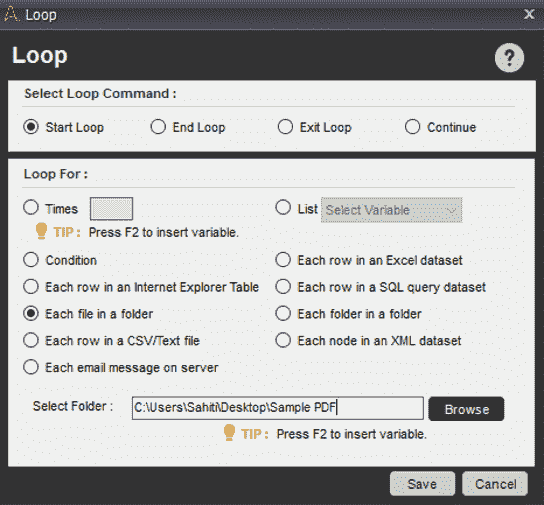 Loop
Loop
?
Select Loop Command :
Start Loop End Loop Exit Loop Continue
Loop For :
Times List Select Variable
TIP : Press F2 to insert variable.
Condition Each row in an Excel dataset
Each row in an Internet Explorer Table Each row in a SQL query dataset
Each file in a folder Each folder in a folder
Each row in a CSV/Text file Each node in an XML dataset
Each email message on server
Select Folder : C:\Users\Sahiti\Desktop\Sample PDF Browse
TIP : Press F2 to insert variable.
Save Cancel